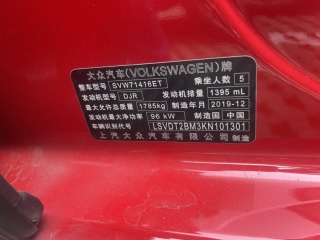 大众汽车(VOLKSWAGEN)牌
整车型号 SVW71416ET 乘坐人数 5
发动机型号 DJR 发动机排量 1395 mL
最大允许总质量 1785kg 制造年月 2019-12
发动机最大净功率 96 kW 制造国 中国
车辆识别代号 LSVDT2BM3KN101301
上汽大众汽车有限公司 制造